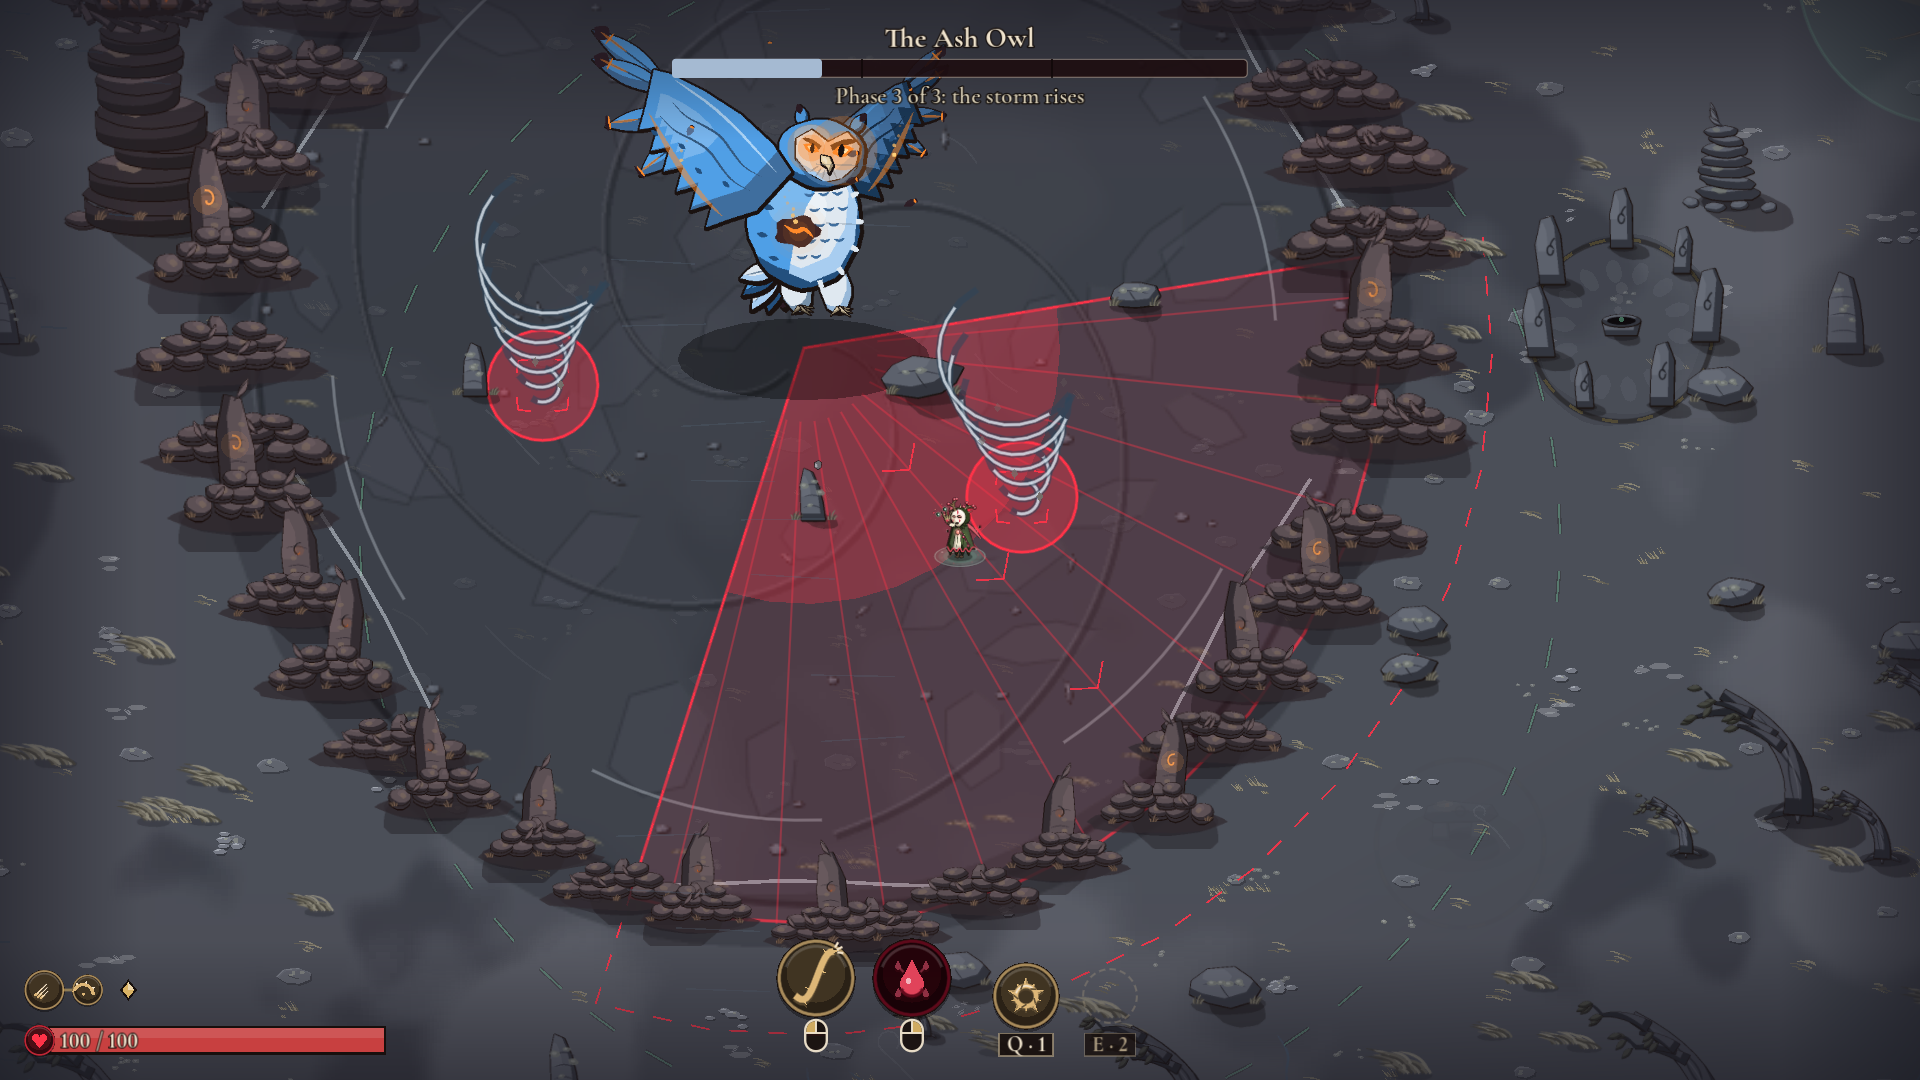 The Ash Owl
Phase 3 of 3: the storm rises
100 / 100
Q · 1
E · 2